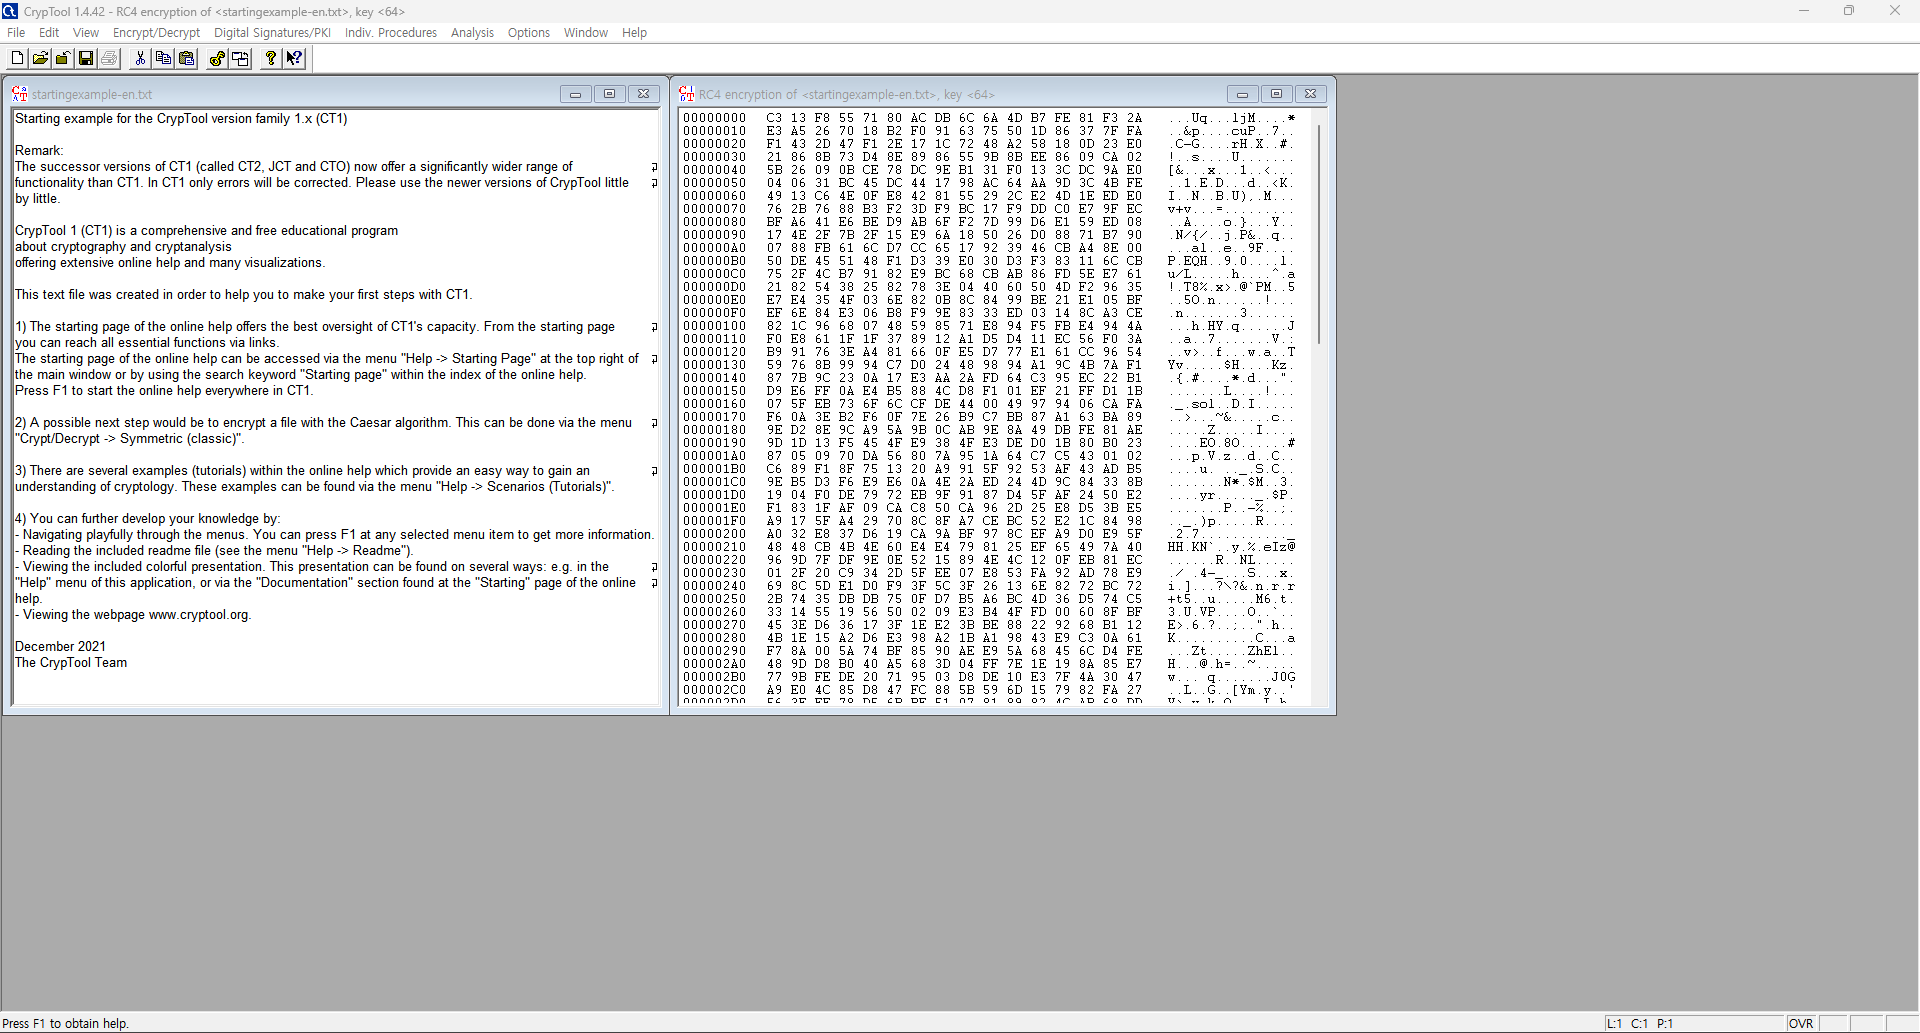 CrypTool 1.4.42 - RC4 encryption of <startingexample-en.txt>, key <64>
File Edit View Encrypt/Decrypt Digital Signatures/PKI Indiv. Procedures Analysis Options Window Help
startingexample-en.txt
Starting example for the CrypTool version family 1.x (CT1)
Remark:
The successor versions of CT1 (called CT2, JCT and CTO) now offer a significantly wider range of
functionality than CT1. In CT1 only errors will be corrected. Please use the newer versions of CrypTool little
by little.
CrypTool 1 (CT1) is a comprehensive and free educational program
about cryptography and cryptanalysis
offering extensive online help and many visualizations.
This text file was created in order to help you to make your first steps with CT1.
1) The starting page of the online help offers the best oversight of CT1's capacity. From the starting page
you can reach all essential functions via links.
The starting page of the online help can be accessed via the menu "Help -> Starting Page" at the top right of
the main window or by using the search keyword "Starting page" within the index of the online help.
Press F1 to start the online help everywhere in CT1.
2) A possible next step would be to encrypt a file with the Caesar algorithm. This can be done via the menu
"Crypt/Decrypt -> Symmetric (classic)".
3) There are several examples (tutorials) within the online help which provide an easy way to gain an
understanding of cryptology. These examples can be found via the menu "Help -> Scenarios (Tutorials)".
4) You can further develop your knowledge by:
- Navigating playfully through the menus. You can press F1 at any selected menu item to get more information.
- Reading the included readme file (see the menu "Help -> Readme").
- Viewing the included colorful presentation. This presentation can be found on several ways: e.g. in the
"Help" menu of this application, or via the "Documentation" section found at the "Starting" page of the online
help.
- Viewing the webpage www.cryptool.org.
December 2021
The CrypTool Team
RC4 encryption of <startingexample-en.txt>, key <64>
00000000 C3 13 F8 55 71 80 AC DB 6C 6A 4D B7 FE 81 F3 2A ...Uq...ljM....*
00000010 E3 A5 26 70 18 B2 F0 91 63 75 50 1D 86 37 7F FA ..&p....cuP..7..
00000020 F1 43 2D 47 F1 2E 17 1C 72 48 A2 58 18 0D 23 E0 .C-G....rH.X..#.
00000030 21 86 8B 73 D4 8E 89 86 55 9B 8B EE 86 09 CA 02 !..s....U.......
00000040 5B 26 09 0B CE 78 DC 9E B1 31 F0 13 3C DC 9A E0 [&...x...1..<...
00000050 04 06 31 BC 45 DC 44 17 98 AC 64 AA 9D 3C 4B FE ..1.E.D...d..<K.
00000060 49 13 C6 4E 0F E8 42 81 55 29 2C E2 4D 1E ED E0 I..N..B.U),.M...
00000070 76 2B 76 88 B3 F2 3D F9 BC 17 F9 DD C0 E7 9F EC v+v...=.........
00000080 BF A6 41 E6 BE D9 AB 6F F2 7D 99 D6 E1 59 ED 08 ..A....o.}...Y..
00000090 17 4E 2F 7B 2F 15 E9 6A 18 50 26 D0 88 71 B7 90 .N/{/..j.P&..q..
000000A0 07 88 FB 61 6C D7 CC 65 17 92 39 46 CB A4 8E 00 ...al..e..9F....
000000B0 50 DE 45 51 48 F1 D3 39 E0 30 D3 F3 83 11 6C CB P.EQH..9.0....l.
000000C0 75 2F 4C B7 91 82 E9 BC 68 CB AB 86 FD 5E E7 61 u/L.....h....^.a
000000D0 21 82 54 38 25 82 78 3E 04 40 60 50 4D F2 96 35 !.T8%.x>.@`PM..5
000000E0 E7 E4 35 4F 03 6E 82 0B 8C 84 99 BE 21 E1 05 BF ..5O.n......!...
000000F0 EF 6E 84 E3 06 B8 F9 9E 83 33 ED 03 14 8C A3 CE .n.......3......
00000100 82 1C 96 68 07 48 59 85 71 E8 94 F5 FB E4 94 4A ...h.HY.q......J
00000110 F0 E8 61 1F 1F 37 89 12 A1 D5 D4 11 EC 56 F0 3A ..a..7.......V.:
00000120 B9 91 76 3E A4 81 66 0F E5 D7 77 E1 61 CC 96 54 ..v>..f...w.a..T
00000130 59 76 8B 99 94 C7 D0 24 48 98 94 A1 9C 4B 7A F1 Yv.....$H....Kz.
00000140 87 7B 9C 23 0A 17 E3 AA 2A FD 64 C3 95 EC 22 B1 .{.#....*.d...".
00000150 D9 E6 FF 0A E4 B5 88 4C D8 F1 01 EF 21 FF D1 1B .......L....!...
00000160 07 5F EB 73 6F 6C CF DE 44 00 49 97 94 06 CA FA ._.sol..D.I.....
00000170 F6 0A 3E B2 F6 0F 7E 26 B9 C7 BB 87 A1 63 BA 89 ..>...~&.....c..
00000180 9E D2 8E 9C A9 5A 9B 0C AB 9E 8A 49 DB FE 81 AE .....Z.....I....
00000190 9D 1D 13 F5 45 4F E9 38 4F E3 DE D0 1B 80 B0 23 ....EO.8O......#
000001A0 87 05 09 70 DA 56 80 7A 95 1A 64 C7 C5 43 01 02 ...p.V.z..d..C..
000001B0 C6 89 F1 8F 75 13 20 A9 91 5F 92 53 AF 43 AD B5 ....u. .._.S.C..
000001C0 9E B5 D3 F6 E9 E6 0A 4E 2A ED 24 4D 9C 84 33 8B .......N*.$M..3.
000001D0 19 04 F0 DE 79 72 EB 9F 91 87 D4 5F AF 24 50 E2 ....yr....._.$P.
000001E0 F1 83 1F AF 09 CA C8 50 CA 96 2D 25 E8 D5 3B E5 .......P..-%..;.
000001F0 A9 17 5F A4 29 70 8C 8F A7 CE BC 52 E2 1C 84 98 .._.)p.....R....
00000200 A0 32 E8 37 D6 19 CA 9A BF 97 8C EF A9 D0 E9 5F .2.7..........._
00000210 48 48 CB 4B 4E 60 E4 E4 79 81 25 EF 65 49 7A 40 HH.KN`..y.%.eIz@
00000220 96 9D 7F DF 9E 0E 52 15 89 4E 4C 12 0F EB 81 EC ......R..NL.....
00000230 01 2F 20 C9 34 2D 5F EE 07 E8 53 FA 92 AD 78 E9 ./ .4-_...S...x.
00000240 69 8C 5D E1 D0 F9 3F 5C 3F 26 13 6E 82 72 BC 72 i.]...?\?&.n.r.r
00000250 2B 74 35 DB DB 75 0F D7 B5 A6 BC 4D 36 D5 74 C5 +t5..u.....M6.t.
00000260 33 14 55 19 56 50 02 09 E3 B4 4F FD 00 60 8F BF 3.U.VP....O..`..
00000270 45 3E D6 36 17 3F 1E E2 3B BE 88 22 92 68 B1 12 E>.6.?..;..".h..
00000280 4B 1E 15 A2 D6 E3 98 A2 1B A1 98 43 E9 C3 0A 61 K..........C...a
00000290 F7 8A 00 5A 74 BF 85 90 AE E9 5A 68 45 6C D4 FE ...Zt.....ZhEl..
000002A0 48 9D D8 B0 40 A5 68 3D 04 FF 7E 1E 19 8A 85 E7 H...@.h=..~.....
000002B0 77 9B FE DE 20 71 95 03 D8 DE 10 E3 7F 4A 30 47 w... q.......J0G
000002C0 A9 E0 4C 85 D8 47 FC 88 5B 59 6D 15 79 82 FA 27 ..L..G..[Ym.y..'
Press F1 to obtain help.
L:1 C:1 P:1
OVR